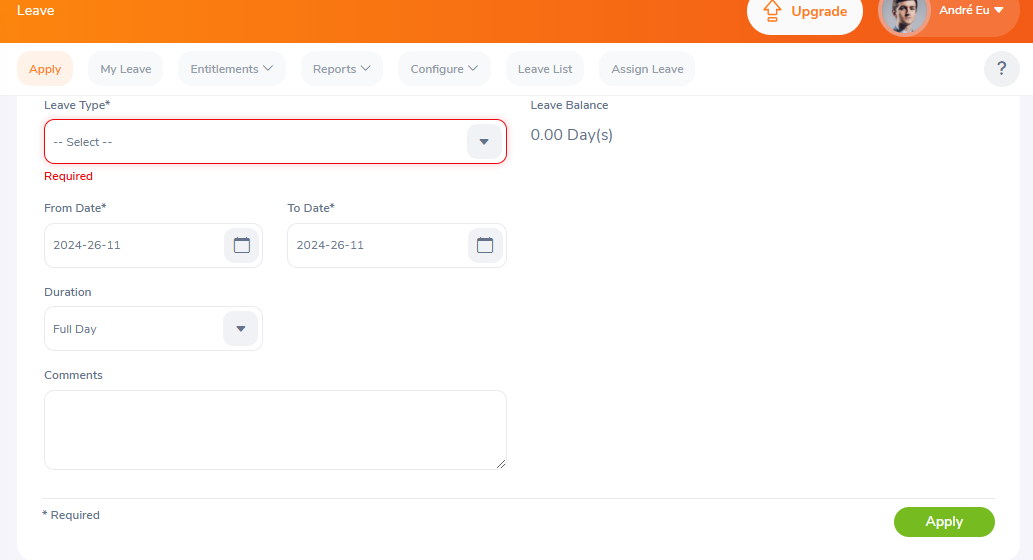 Leave
Upgrade
André Eu
Apply
My Leave
Entitlements
Reports
Configure
Leave List
Assign Leave
?
Leave Type*
Leave Balance
-- Select --
0.00 Day(s)
Required
From Date*
To Date*
2024-26-11
2024-26-11
Duration
Full Day
Comments
* Required
Apply